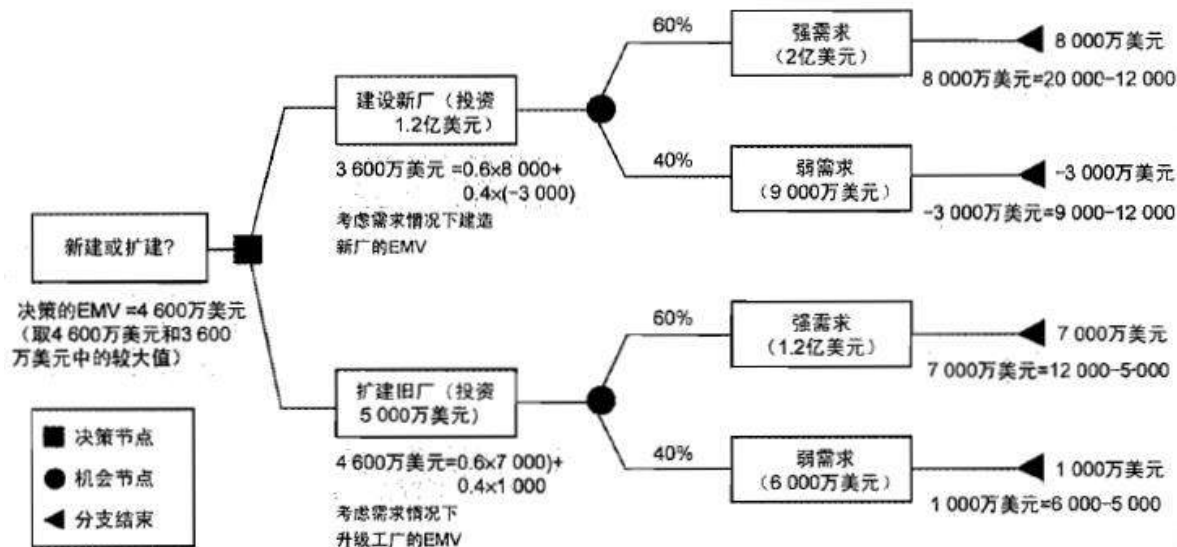 新建或扩建?
决策的EMV =4 600万美元
(取4 600万美元和3 600
万美元中的较大值)
决策节点
机会节点
分支结束
建设新厂(投资
1.2亿美元)
3 600万美元 =0.6×8 000+
0.4×(-3 000)
考虑需求情况下建造
新厂的EMV
60%
强需求
(2亿美元)
8 000万美元
8 000万美元=20 000-12 000
40%
弱需求
(9 000万美元)
-3 000万美元
-3 000万美元=9 000-12 000
扩建旧厂(投资
5 000万美元)
4 600万美元=0.6×7 000)+
0.4×1 000
考虑需求情况下
升级工厂的EMV
60%
强需求
(1.2亿美元)
7 000万美元
7 000万美元=12 000-5-000
40%
弱需求
(6 000万美元)
1 000万美元
1 000万美元=6 000-5 000